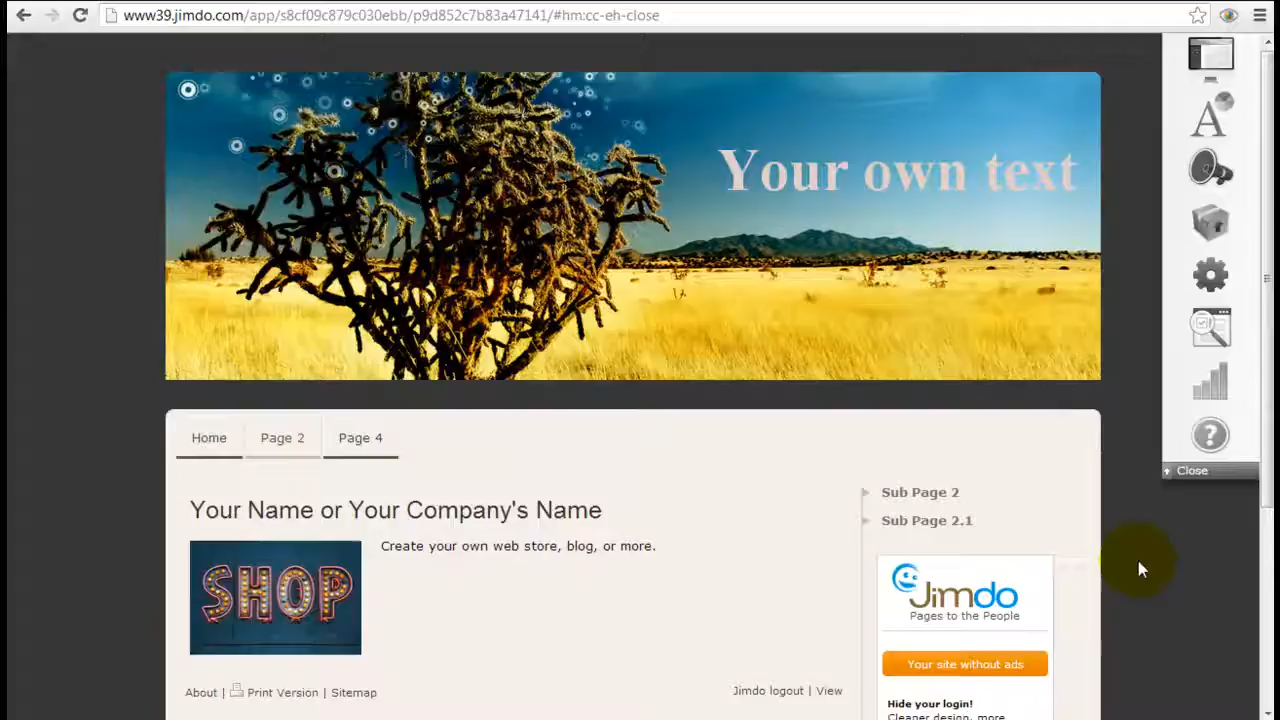 www39.jimdo.com/app/s8cf09c879c030ebb/p9d852c7b83a47141/#hm:cc-eh-close
Your own text
A
?
Close
Home
Page 2
Page 4
Your Name or Your Company's Name
Create your own web store, blog, or more.
SHOP
Sub Page 2
Sub Page 2.1
Jimdo
Pages to the People
Your site without ads
Hide your login!
Cleaner design, more
About | Print Version | Sitemap
Jimdo logout | View